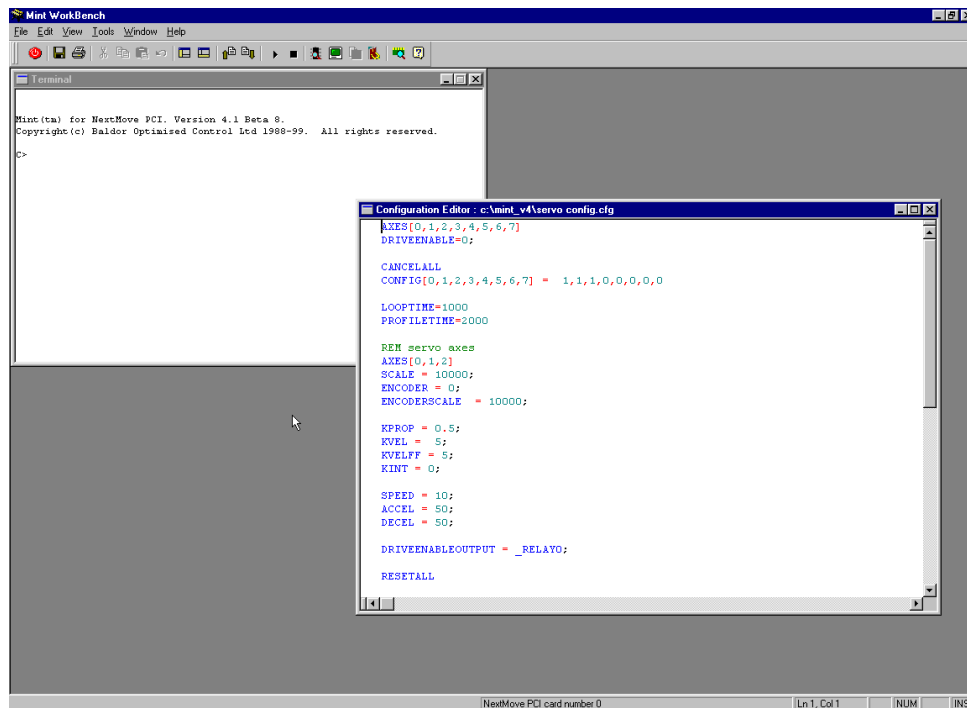 Mint WorkBench
File Edit View Tools Window Help
Terminal
Mint(tm) for NextMove PCI. Version 4.1 Beta 8.
Copyright(c) Baldor Optimised Control Ltd 1988-99. All rights reserved.
C>
Configuration Editor : c:\mint_v4\servo config.cfg
AXES[0,1,2,3,4,5,6,7]
DRIVEENABLE=0;
CANCELALL
CONFIG[0,1,2,3,4,5,6,7] = 1,1,1,0,0,0,0,0
LOOPTIME=1000
PROFILETIME=2000
REM servo axes
AXES[0,1,2]
SCALE = 10000;
ENCODER = 0;
ENCODERSCALE = 10000;
KPROP = 0.5;
KVEL = 5;
KVELFF = 5;
KINT = 0;
SPEED = 10;
ACCEL = 50;
DECEL = 50;
DRIVEENABLEOUTPUT = _RELAY0;
RESETALL
NextMove PCI card number 0 Ln 1, Col 1 NUM INS